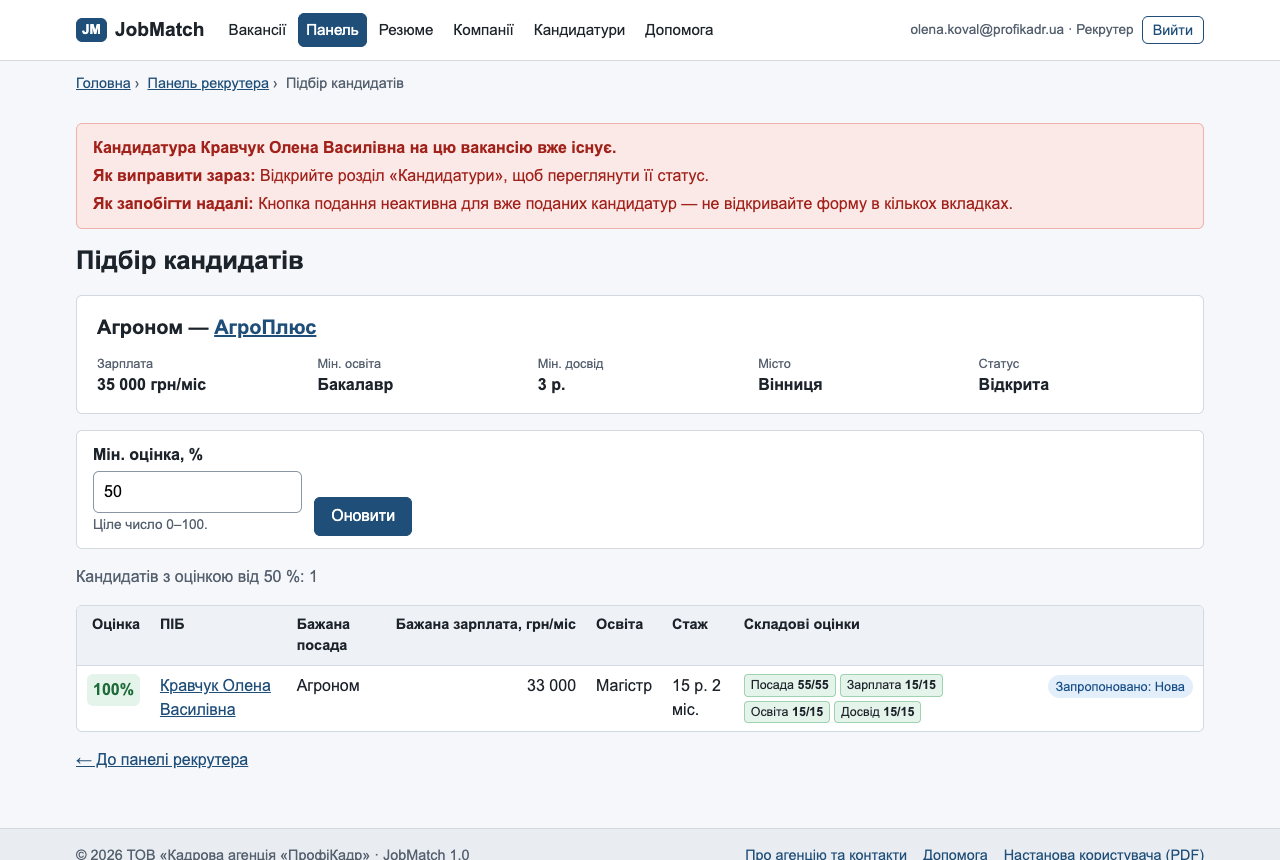 JM JobMatch Вакансії Панель Резюме Компанії Кандидатури Допомога olena.koval@profikadr.ua · Рекрутер Вийти
Головна › Панель рекрутера › Підбір кандидатів
Кандидатура Кравчук Олена Василівна на цю вакансію вже існує.
Як виправити зараз: Відкрийте розділ «Кандидатури», щоб переглянути її статус.
Як запобігти надалі: Кнопка подання неактивна для вже поданих кандидатур — не відкривайте форму в кількох вкладках.
Підбір кандидатів
Агроном — АгроПлюс
Зарплата Мін. освіта Мін. досвід Місто Статус
35 000 грн/міс Бакалавр 3 р. Вінниця Відкрита
Мін. оцінка, %
50
Ціле число 0–100.
Оновити
Кандидатів з оцінкою від 50 %: 1
Оцінка ПІБ Бажана Бажана зарплата, грн/міс Освіта Стаж Складові оцінки
посада
100% Кравчук Олена Агроном 33 000 Магістр 15 р. 2 Посада 55/55 Зарплата 15/15 Запропоновано: Нова
Василівна міс. Освіта 15/15 Досвід 15/15
← До панелі рекрутера
© 2026 ТОВ «Кадрова агенція «ПрофіКадр» · JobMatch 1.0 Про агенцію та контакти Допомога Настанова користувача (PDF)